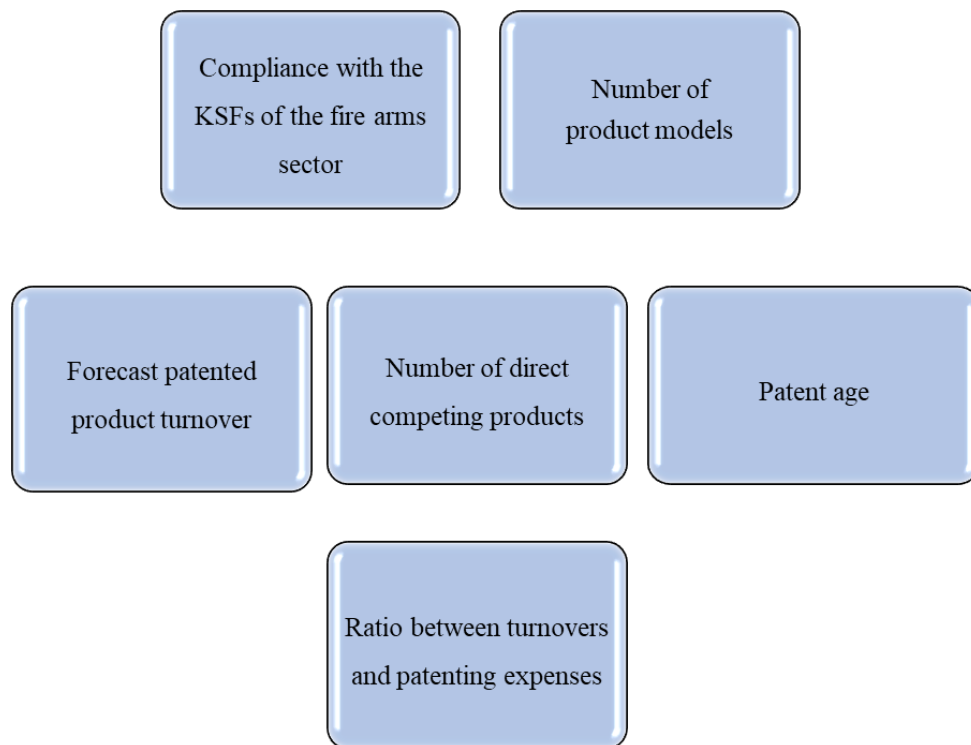 Compliance with the
KSFs of the fire arms
sector
Number of
product models
Forecast patented
product turnover
Number of direct
competing products
Patent age
Ratio between turnovers
and patenting expenses